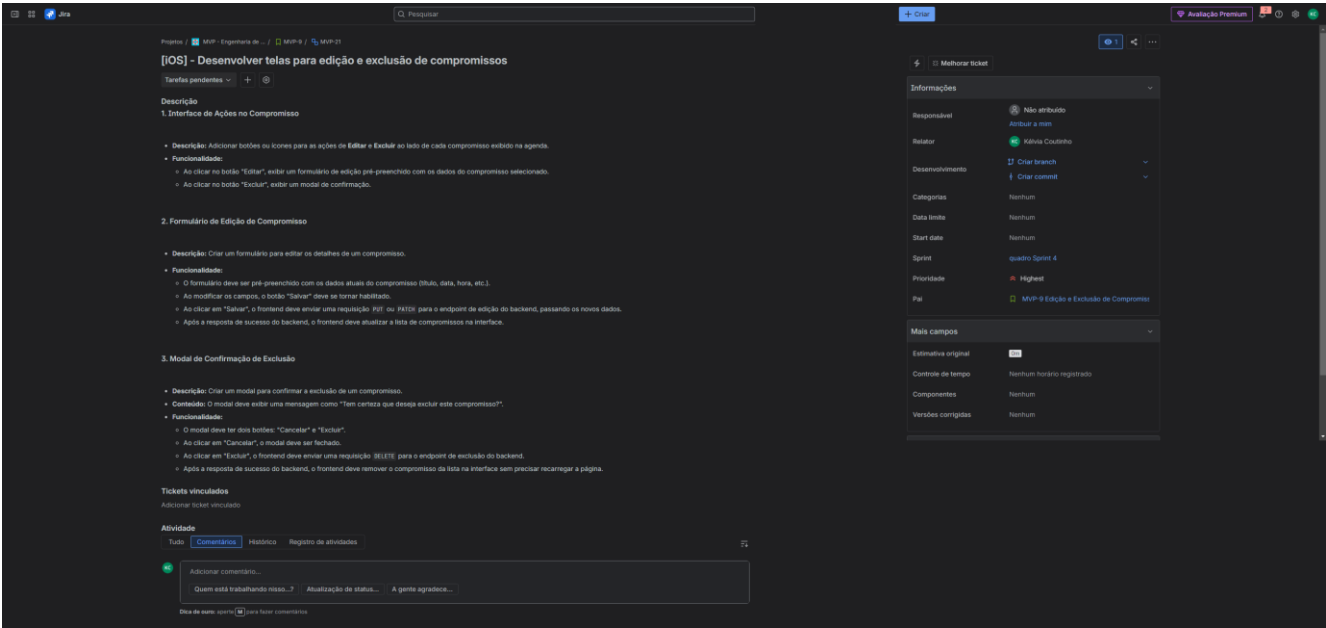 Jira
Pesquisar
+ Criar
Avaliação Premium
2
KC
Projetos / MVP - Engenharia de ... / MVP-9 / MVP-21
1
[iOS] - Desenvolver telas para edição e exclusão de compromissos
Melhorar ticket
Tarefas pendentes
Descrição
1. Interface de Ações no Compromisso
• Descrição: Adicionar botões ou ícones para as ações de Editar e Excluir ao lado de cada compromisso exibido na agenda.
• Funcionalidade:
Ao clicar no botão "Editar", exibir um formulário de edição pré-preenchido com os dados do compromisso selecionado.
Ao clicar no botão "Excluir", exibir um modal de confirmação.
2. Formulário de Edição de Compromisso
• Descrição: Criar um formulário para editar os detalhes de um compromisso.
• Funcionalidade:
O formulário deve ser pré-preenchido com os dados atuais do compromisso (título, data, hora, etc.).
Ao modificar os campos, o botão "Salvar" deve se tornar habilitado.
Ao clicar em "Salvar", o frontend deve enviar uma requisição PUT ou PATCH para o endpoint de edição do backend, passando os novos dados.
Após a resposta de sucesso do backend, o frontend deve atualizar a lista de compromissos na interface.
3. Modal de Confirmação de Exclusão
• Descrição: Criar um modal para confirmar a exclusão de um compromisso.
• Conteúdo: O modal deve exibir uma mensagem como "Tem certeza que deseja excluir este compromisso?".
• Funcionalidade:
O modal deve ter dois botões: "Cancelar" e "Excluir".
Ao clicar em "Cancelar", o modal deve ser fechado.
Ao clicar em "Excluir", o frontend deve enviar uma requisição DELETE para o endpoint de exclusão do backend.
Após a resposta de sucesso do backend, o frontend deve remover o compromisso da lista na interface sem precisar recarregar a página.
Tickets vinculados
Adicionar ticket vinculado
Atividade
Tudo Comentários Histórico Registro de atividades
KC
Adicionar comentário...
Quem está trabalhando nisso...? Atualização de status... A gente agradece...
Dica de ouro: aperte M para fazer comentários
Informações
Responsável Não atribuído
Atribuir a mim
Relator KC Kélvia Coutinho
Desenvolvimento Criar branch
Criar commit
Categorias Nenhum
Data limite Nenhum
Start date Nenhum
Sprint quadro Sprint 4
Prioridade Highest
Pai MVP-9 Edição e Exclusão de Compromiss
Mais campos
Estimativa original 0m
Controle de tempo Nenhum horário registrado
Componentes Nenhum
Versões corrigidas Nenhum